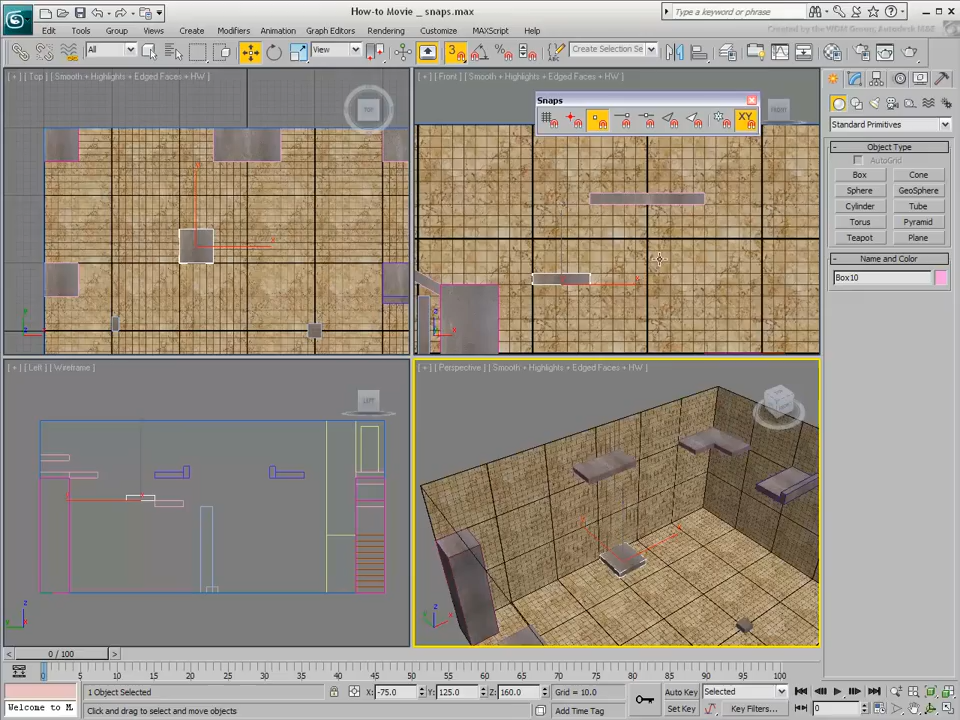 How-to Movie _ snaps.max
Type a keyword or phrase
Edit Tools Group Views Create Modifiers Animation Graph Editors Rendering Customize MAXScript Help
All View 3 Create Selection Se
[ + ] [ Top ] [ Smooth + Highlights + Edged Faces + HW ]
[ + ] [ Front ] [ Smooth + Highlights + Edged Faces + HW ]
Snaps
XY
TOP
FRONT
Standard Primitives
Object Type
AutoGrid
Box Cone
Sphere GeoSphere
Cylinder Tube
Torus Pyramid
Teapot Plane
Name and Color
Box10
[ + ] [ Left ] [ Wireframe ]
[ + ] [ Perspective ] [ Smooth + Highlights + Edged Faces + HW ]
LEFT
0 / 100
0 5 10 15 20 25 30 35 40 45 50 55 60 65 70 75 80 85 90 95 100
1 Object Selected X: -75.0 Y: 125.0 Z: 160.0 Grid = 10.0 Auto Key Selected
Welcome to M Click and drag to select and move objects Add Time Tag Set Key Key Filters... 0